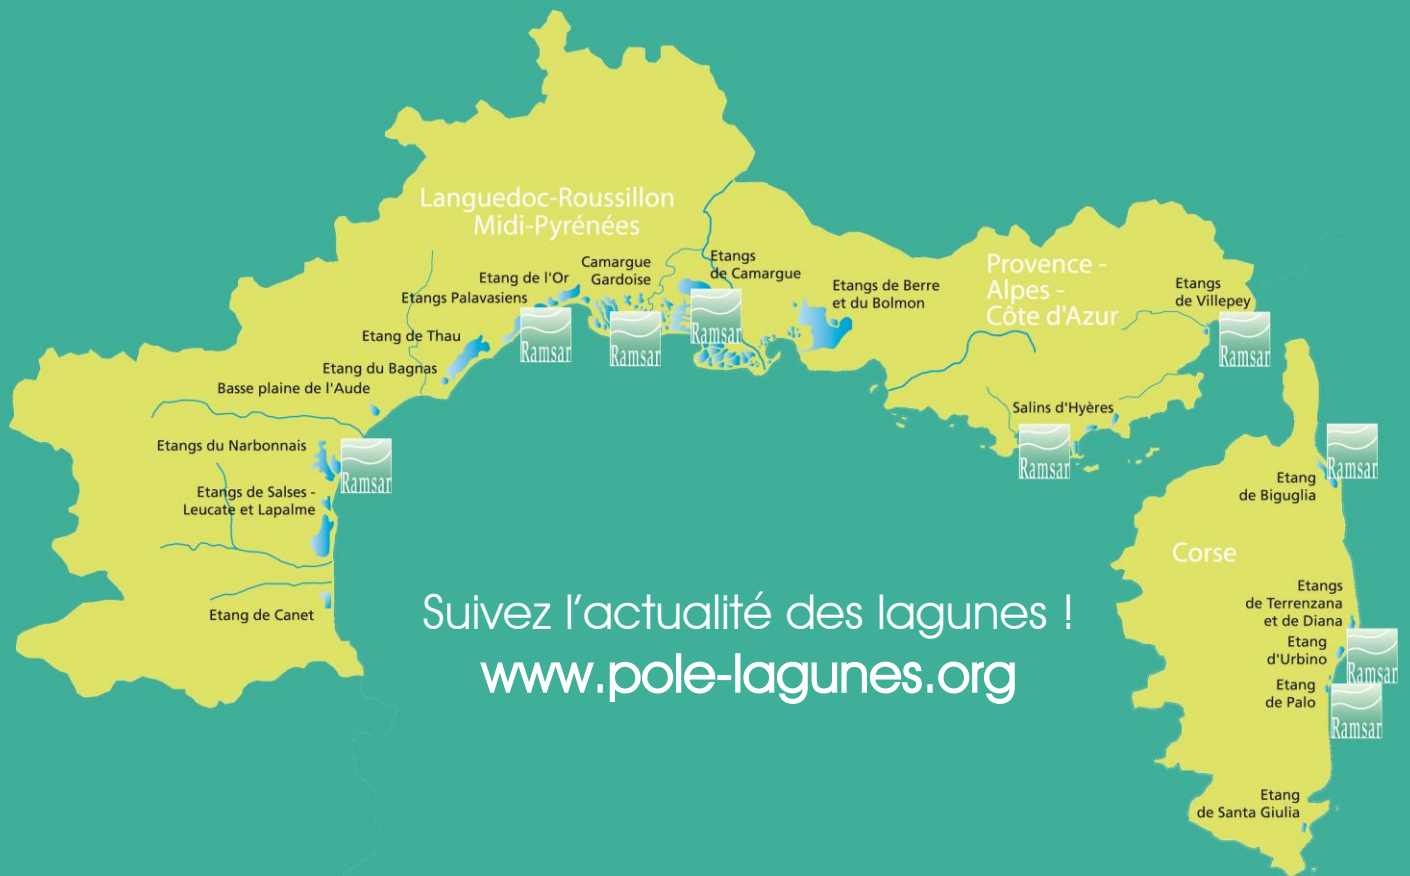 Languedoc-Roussillon
Midi-Pyrénées
Camargue
Gardoise
Etangs
de Camargue
Etang de l'Or
Etangs Palavasiens
Etang de Thau
Etang du Bagnas
Basse plaine de l'Aude
Etangs du Narbonnais
Etangs de Salses -
Leucate et Lapalme
Etang de Canet
Ramsar
Ramsar
Ramsar
Ramsar
Etangs de Berre
et du Bolmon
Provence -
Alpes -
Côte d'Azur
Etangs
de Villepey
Ramsar
Salins d'Hyères
Ramsar
Etang
de Biguglia
Ramsar
Corse
Etangs
de Terrenzana
et de Diana
Etang
d'Urbino
Ramsar
Etang
de Palo
Ramsar
Etang
de Santa Giulia
Suivez l'actualité des lagunes !
www.pole-lagunes.org